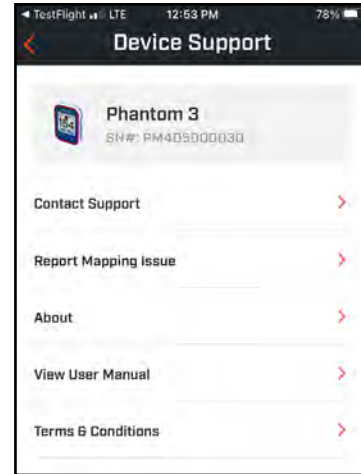 TestFlight LTE 12:53 PM 78%
Device Support
Phantom 3
SN#: PM405000030
Contact Support
Report Mapping Issue
About
View User Manual
Terms & Conditions